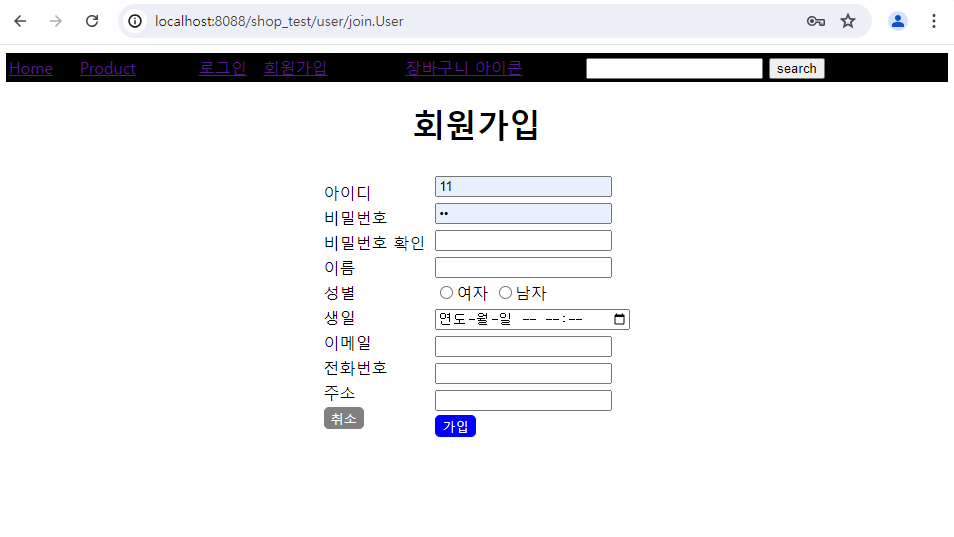 localhost:8088/shop_test/user/join.User
Home Product 로그인 회원가입 장바구니 아이콘 search
회원가입
아이디 11
비밀번호 ••
비밀번호 확인
이름
성별 여자 남자
생일 연도-월-일 -- --:--
이메일
전화번호
주소
취소 가입